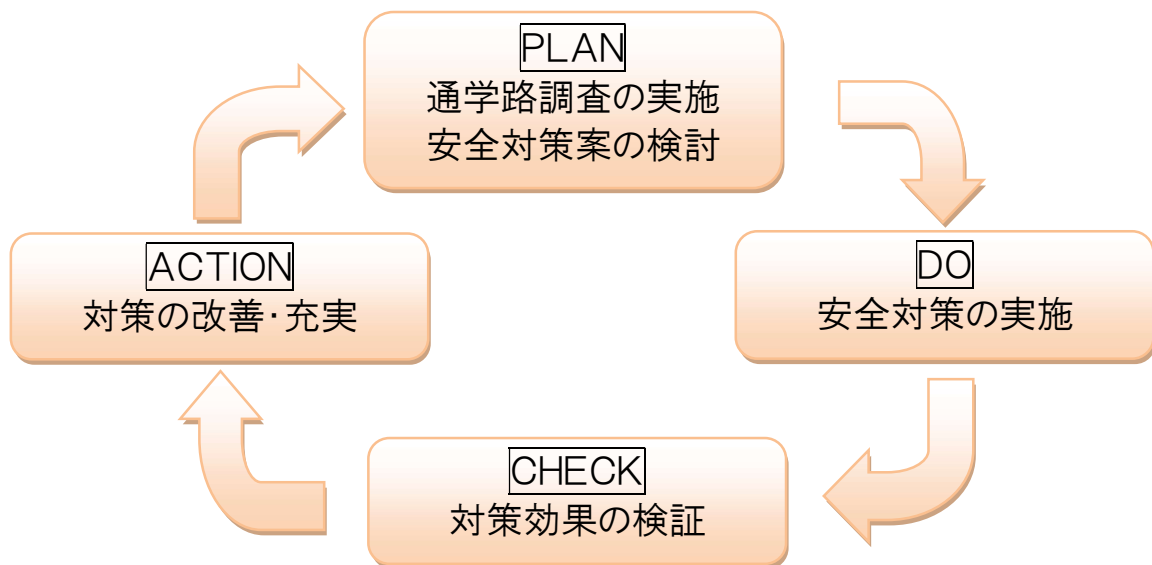 PLAN
通学路調査の実施
安全対策案の検討
ACTION
対策の改善・充実
DO
安全対策の実施
CHECK
対策効果の検証